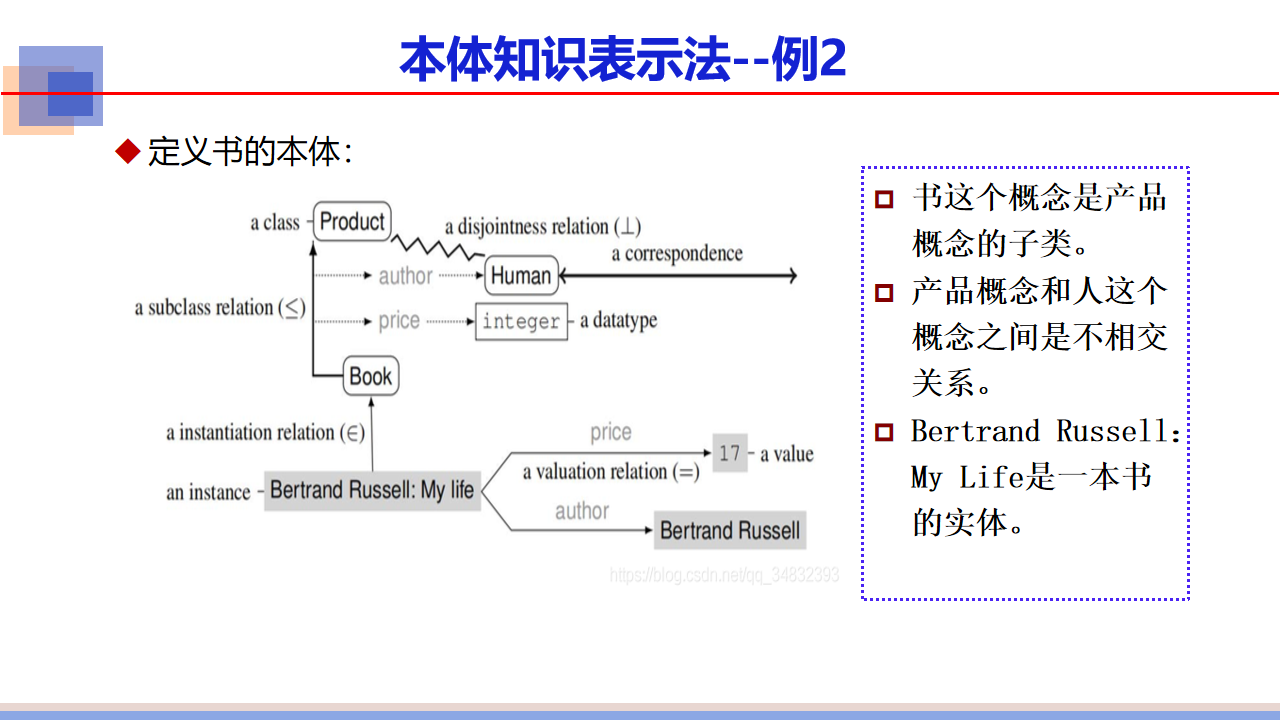 本体知识表示法--例2
定义书的本体：
a class
Product
a disjointness relation (⊥)
a correspondence
author
Human
a subclass relation (≤)
price
integer
a datatype
Book
a instantiation relation (∈)
price
17
a value
a valuation relation (=)
an instance
Bertrand Russell: My life
author
Bertrand Russell
https://blog.csdn.net/qq_34832393
书这个概念是产品
概念的子类。
产品概念和人这个
概念之间是不相交
关系。
Bertrand Russell：
My Life是一本书
的实体。